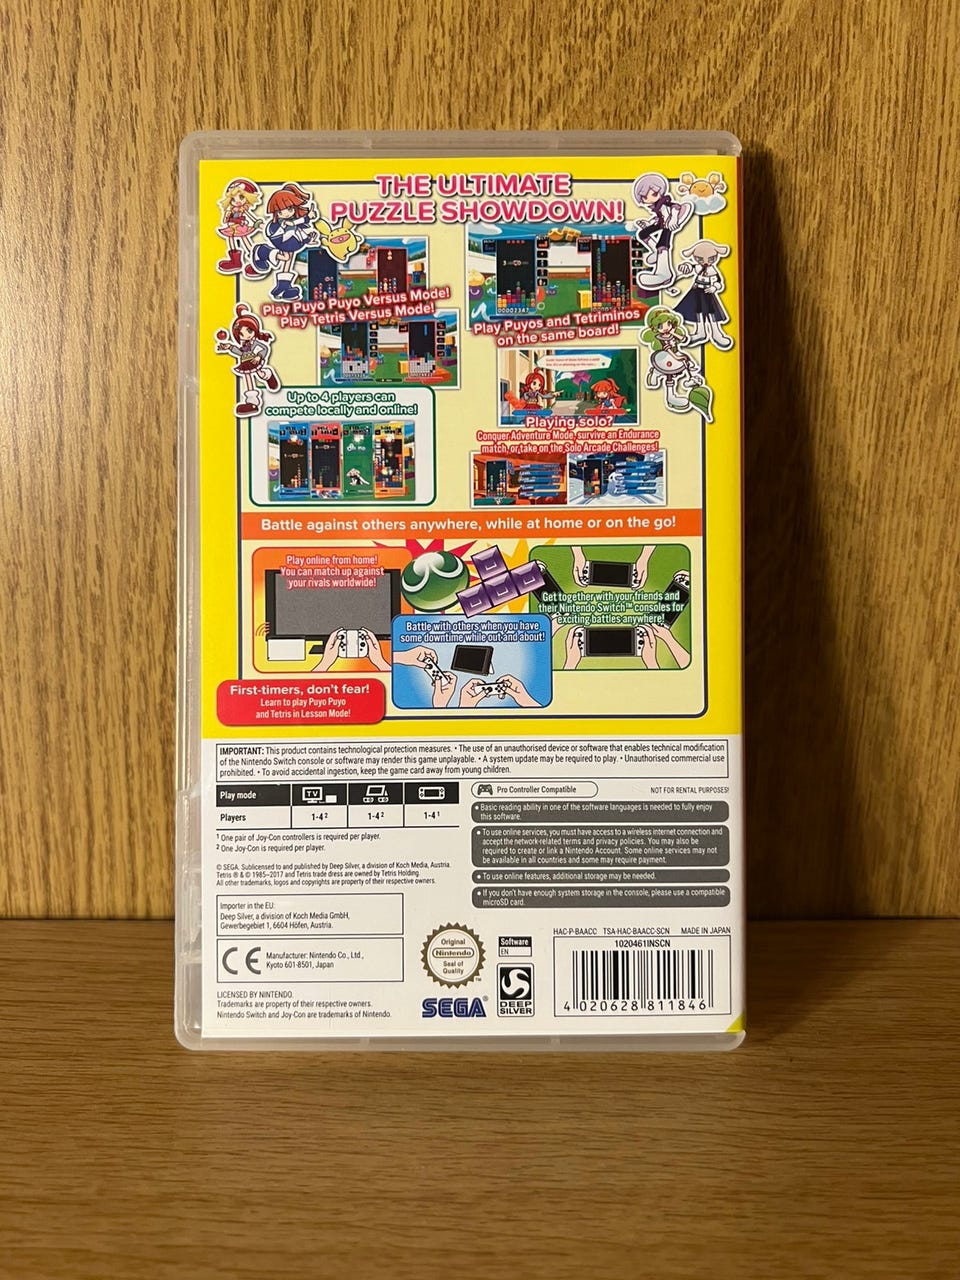 THE ULTIMATE
PUZZLE SHOWDOWN!
Play Puyo Puyo Versus Mode!
Play Tetris Versus Mode!
Play Puyos and Tetriminos
on the same board!
Up to 4 players can
compete locally and online!
Playing solo?
Conquer Adventure Mode, survive an Endurance
match, or take on the Solo Arcade Challenges!
Battle against others anywhere, while at home or on the go!
Play online from home!
You can match up against
your rivals worldwide!
Battle with others when you have
some downtime while out and about!
Get together with your friends and
their Nintendo Switch™ consoles for
exciting battles anywhere!
First-timers, don't fear!
Learn to play Puyo Puyo
and Tetris in Lesson Mode!
IMPORTANT: This product contains technological protection measures. • The use of an unauthorised device or software that enables technical modification
of the Nintendo Switch console or software may render this game unplayable. • A system update may be required to play. • Unauthorised commercial use
prohibited. • To avoid accidental ingestion, keep the game card away from young children.
Play mode
TV
Players
1-4 ²
1-4 ²
1-4 ¹
¹ One pair of Joy-Con controllers is required per player.
² One Joy-Con is required per player.
Pro Controller Compatible
NOT FOR RENTAL PURPOSES!
• Basic reading ability in one of the software languages is needed to fully enjoy
this software.
• To use online services, you must have access to a wireless internet connection and
accept the network-related terms and privacy policies. You may also be
required to create or link a Nintendo Account. Some online services may not
be available in all countries and some may require payment.
• To use online features, additional storage may be needed.
• If you don't have enough system storage in the console, please use a compatible
microSD card.
© SEGA. Sublicensed to and published by Deep Silver, a division of Koch Media, Austria.
Tetris ® & © 1985~2017 and Tetris trade dress are owned by Tetris Holding.
All other trademarks, logos and copyrights are property of their respective owners.
Importer in the EU:
Deep Silver, a division of Koch Media GmbH,
Gewerbegebiet 1, 6604 Höfen, Austria.
CE
Manufacturer: Nintendo Co., Ltd.,
Kyoto 601-8501, Japan
LICENSED BY NINTENDO.
Trademarks are property of their respective owners.
Nintendo Switch and Joy-Con are trademarks of Nintendo.
Original
Nintendo
Seal of
Quality
™
SEGA®
Software
EN
DEEP
SILVER
HAC-P-BAACC TSA-HAC-BAACC-SCN MADE IN JAPAN
1020461INSCN
4 020628 811846